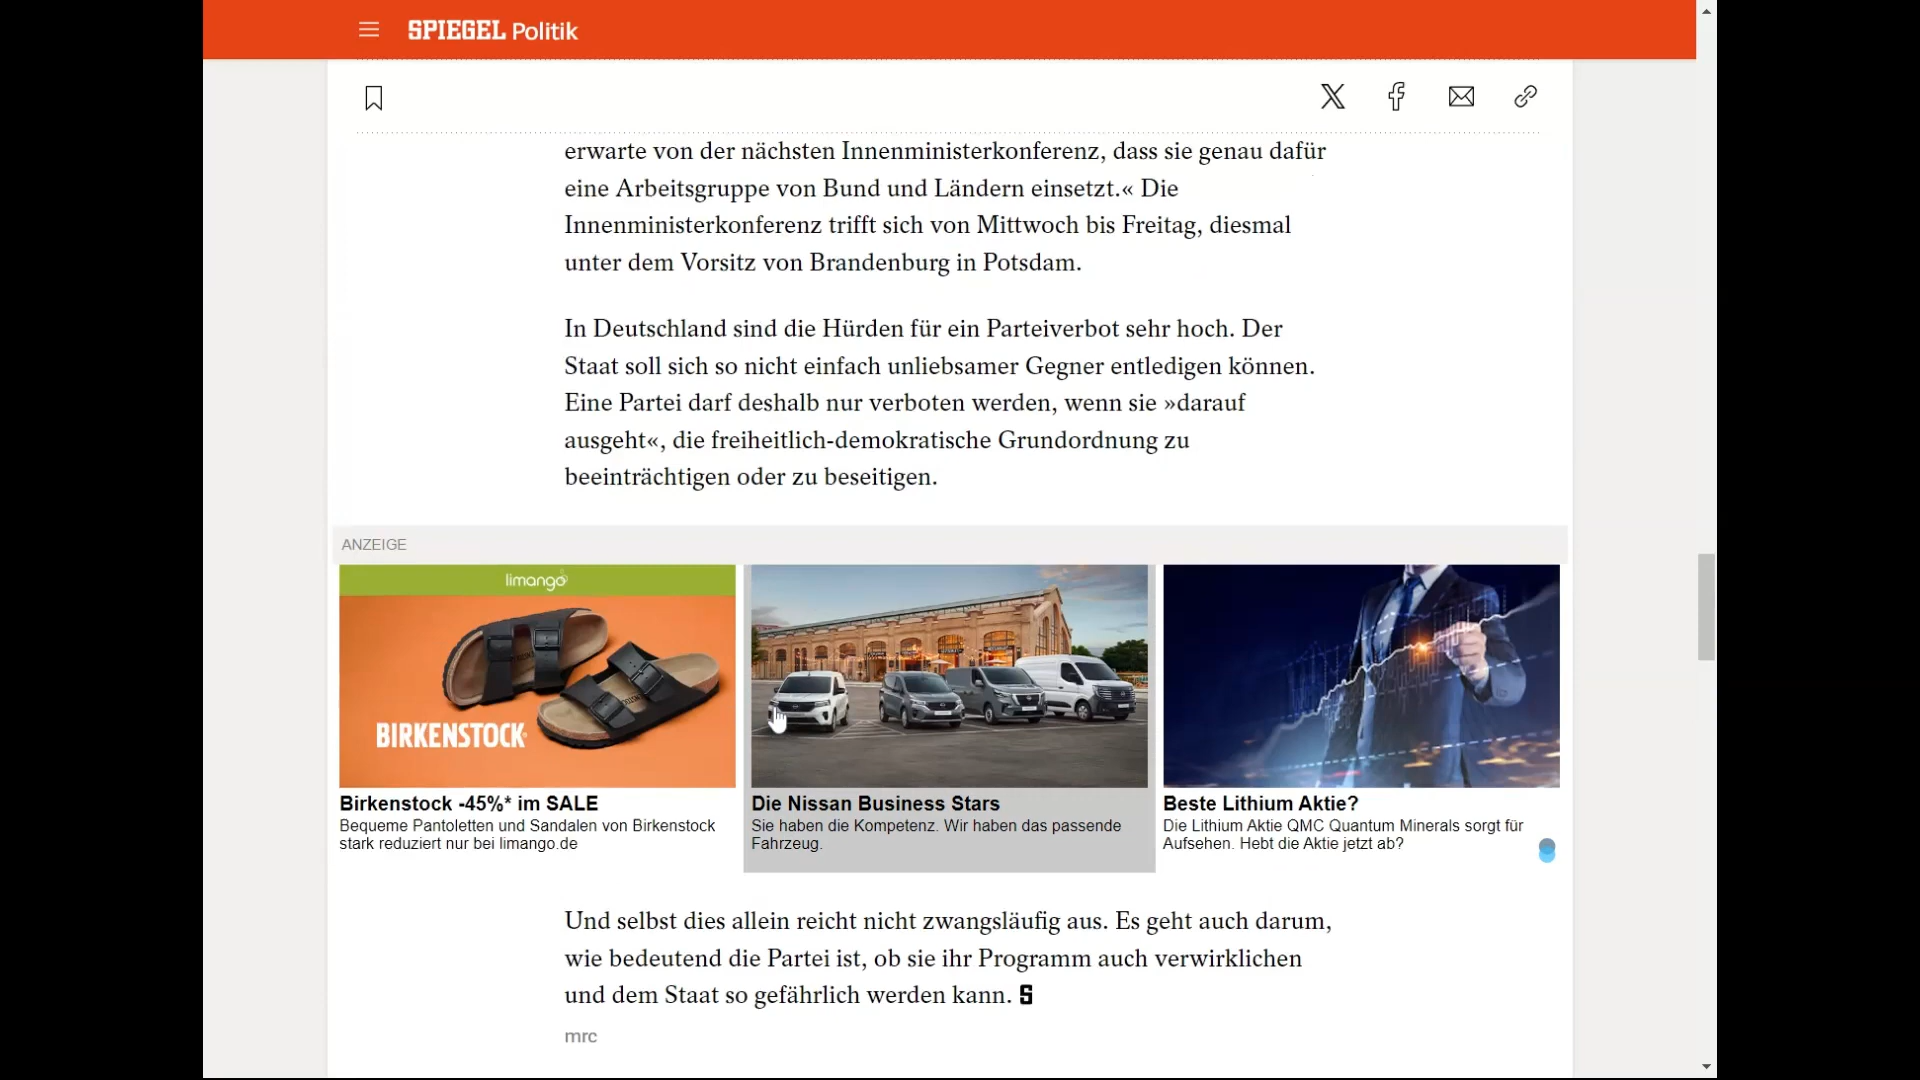 SPIEGEL Politik
erwarte von der nächsten Innenministerkonferenz, dass sie genau dafür
eine Arbeitsgruppe von Bund und Ländern einsetzt.« Die
Innenministerkonferenz trifft sich von Mittwoch bis Freitag, diesmal
unter dem Vorsitz von Brandenburg in Potsdam.
In Deutschland sind die Hürden für ein Parteiverbot sehr hoch. Der
Staat soll sich so nicht einfach unliebsamer Gegner entledigen können.
Eine Partei darf deshalb nur verboten werden, wenn sie »darauf
ausgeht«, die freiheitlich-demokratische Grundordnung zu
beeinträchtigen oder zu beseitigen.
ANZEIGE
limango
BIRKENSTOCK
Birkenstock -45%* im SALE
Bequeme Pantoletten und Sandalen von Birkenstock
stark reduziert nur bei limango.de
Die Nissan Business Stars
Sie haben die Kompetenz. Wir haben das passende
Fahrzeug.
Beste Lithium Aktie?
Die Lithium Aktie QMC Quantum Minerals sorgt für
Aufsehen. Hebt die Aktie jetzt ab?
Und selbst dies allein reicht nicht zwangsläufig aus. Es geht auch darum,
wie bedeutend die Partei ist, ob sie ihr Programm auch verwirklichen
und dem Staat so gefährlich werden kann. S
mrc